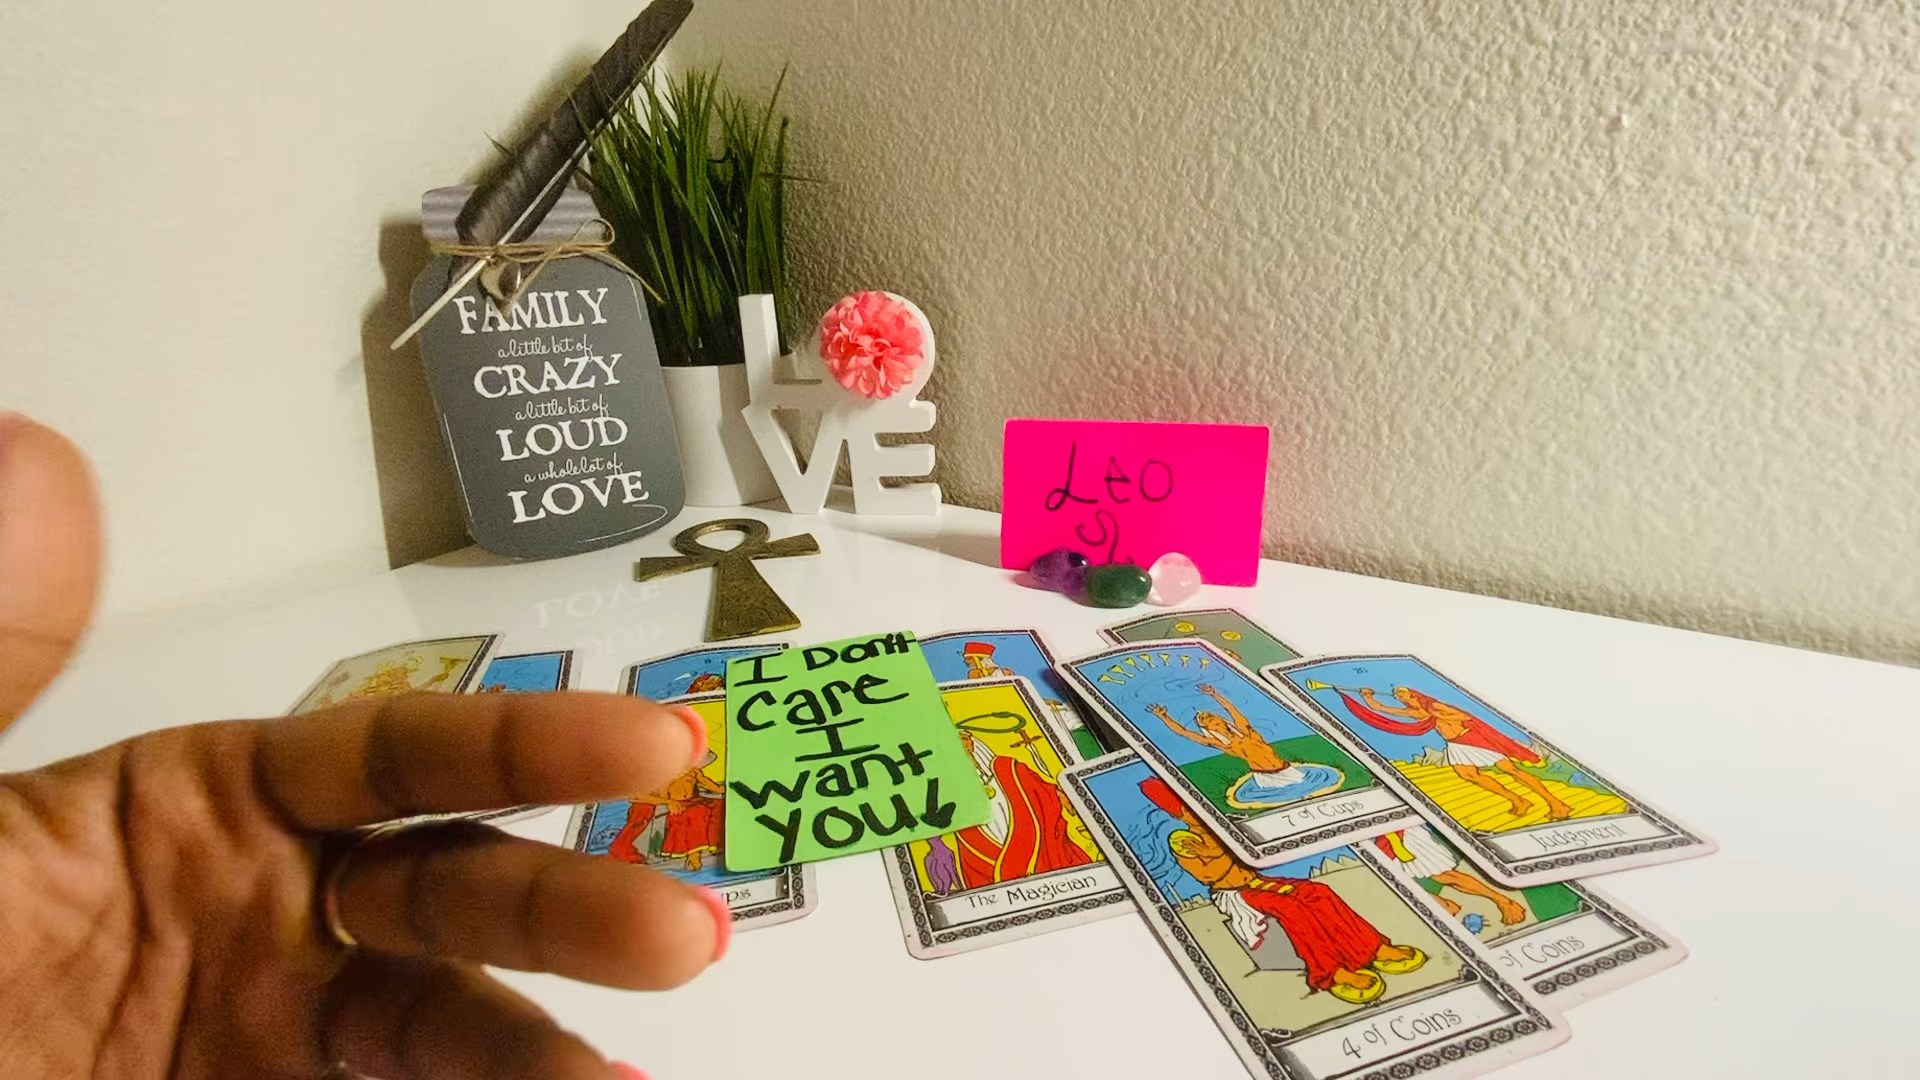 FAMILY
a little bit of
CRAZY
a little bit of
LOUD
a whole lot of
LOVE
LOVE
Leo
I Don't
Care
I
want
you
The Magician
7 of Cups
Judgment
of Coins
4 of Coins